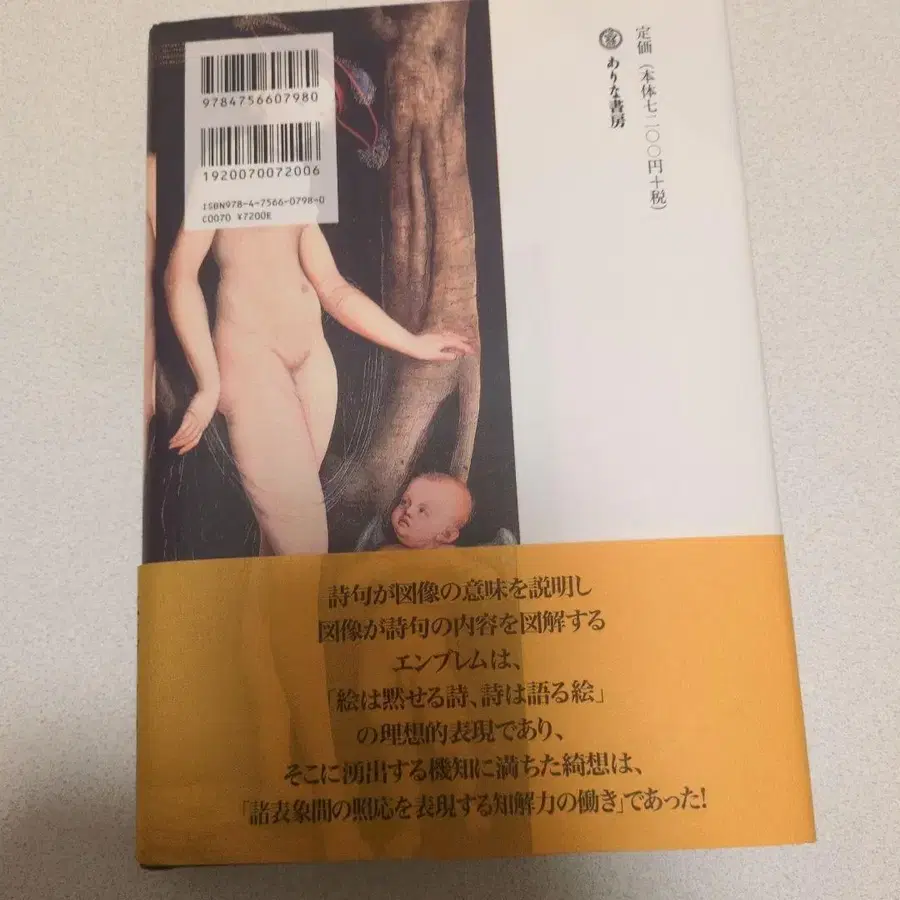 9784756607980
1920070072006
ISBN978-4-7566-0798-0
C0070 ¥7200E
定価(本体七二〇〇円+税)
ありな書房
詩句が図像の意味を説明し
図像が詩句の内容を図解する
エンブレムは、
「絵は黙せる詩、詩は語る絵」
の理想的表現であり、
そこに湧出する機知に満ちた綺想は、
「諸表象間の照応を表現する知解力の働き」であった!